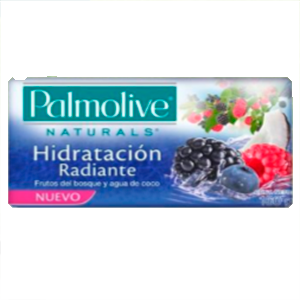 Palmolive®
NATURALS®
Hidratación
Radiante
Frutos del bosque y agua de coco
NUEVO